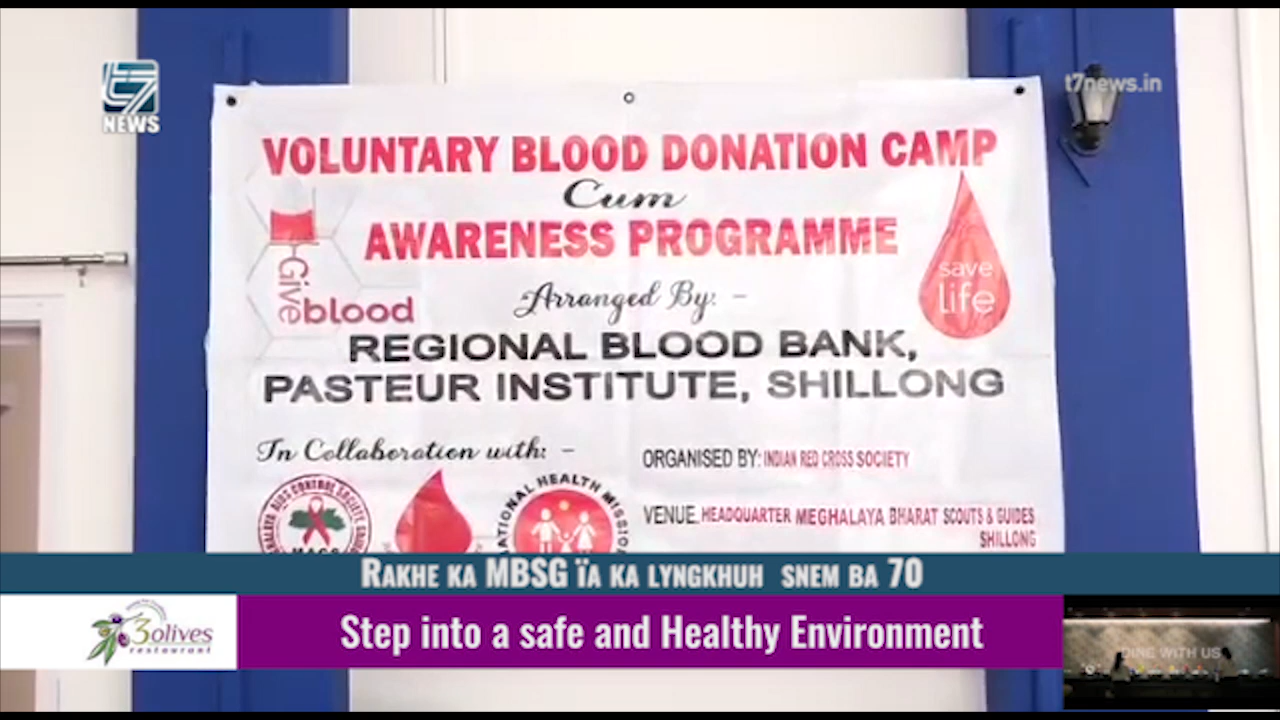 T7
NEWS
t7news.in
VOLUNTARY BLOOD DONATION CAMP
Cum
AWARENESS PROGRAMME
Give
blood
save
life
Arranged By: -
REGIONAL BLOOD BANK,
PASTEUR INSTITUTE, SHILLONG
In Collaboration with: -
ORGANISED BY: INDIAN RED CROSS SOCIETY
AIDS CONTROL SOCIETY
MACS
NATIONAL HEALTH MISSION
VENUE. HEADQUARTER MEGHALAYA BHARAT SCOUTS & GUIDES
SHILLONG
RAKHE KA MBSG ÏA KA LYNGKHUH SNEM BA 70
3olives
restaurant
Step into a safe and Healthy Environment
DINE WITH US